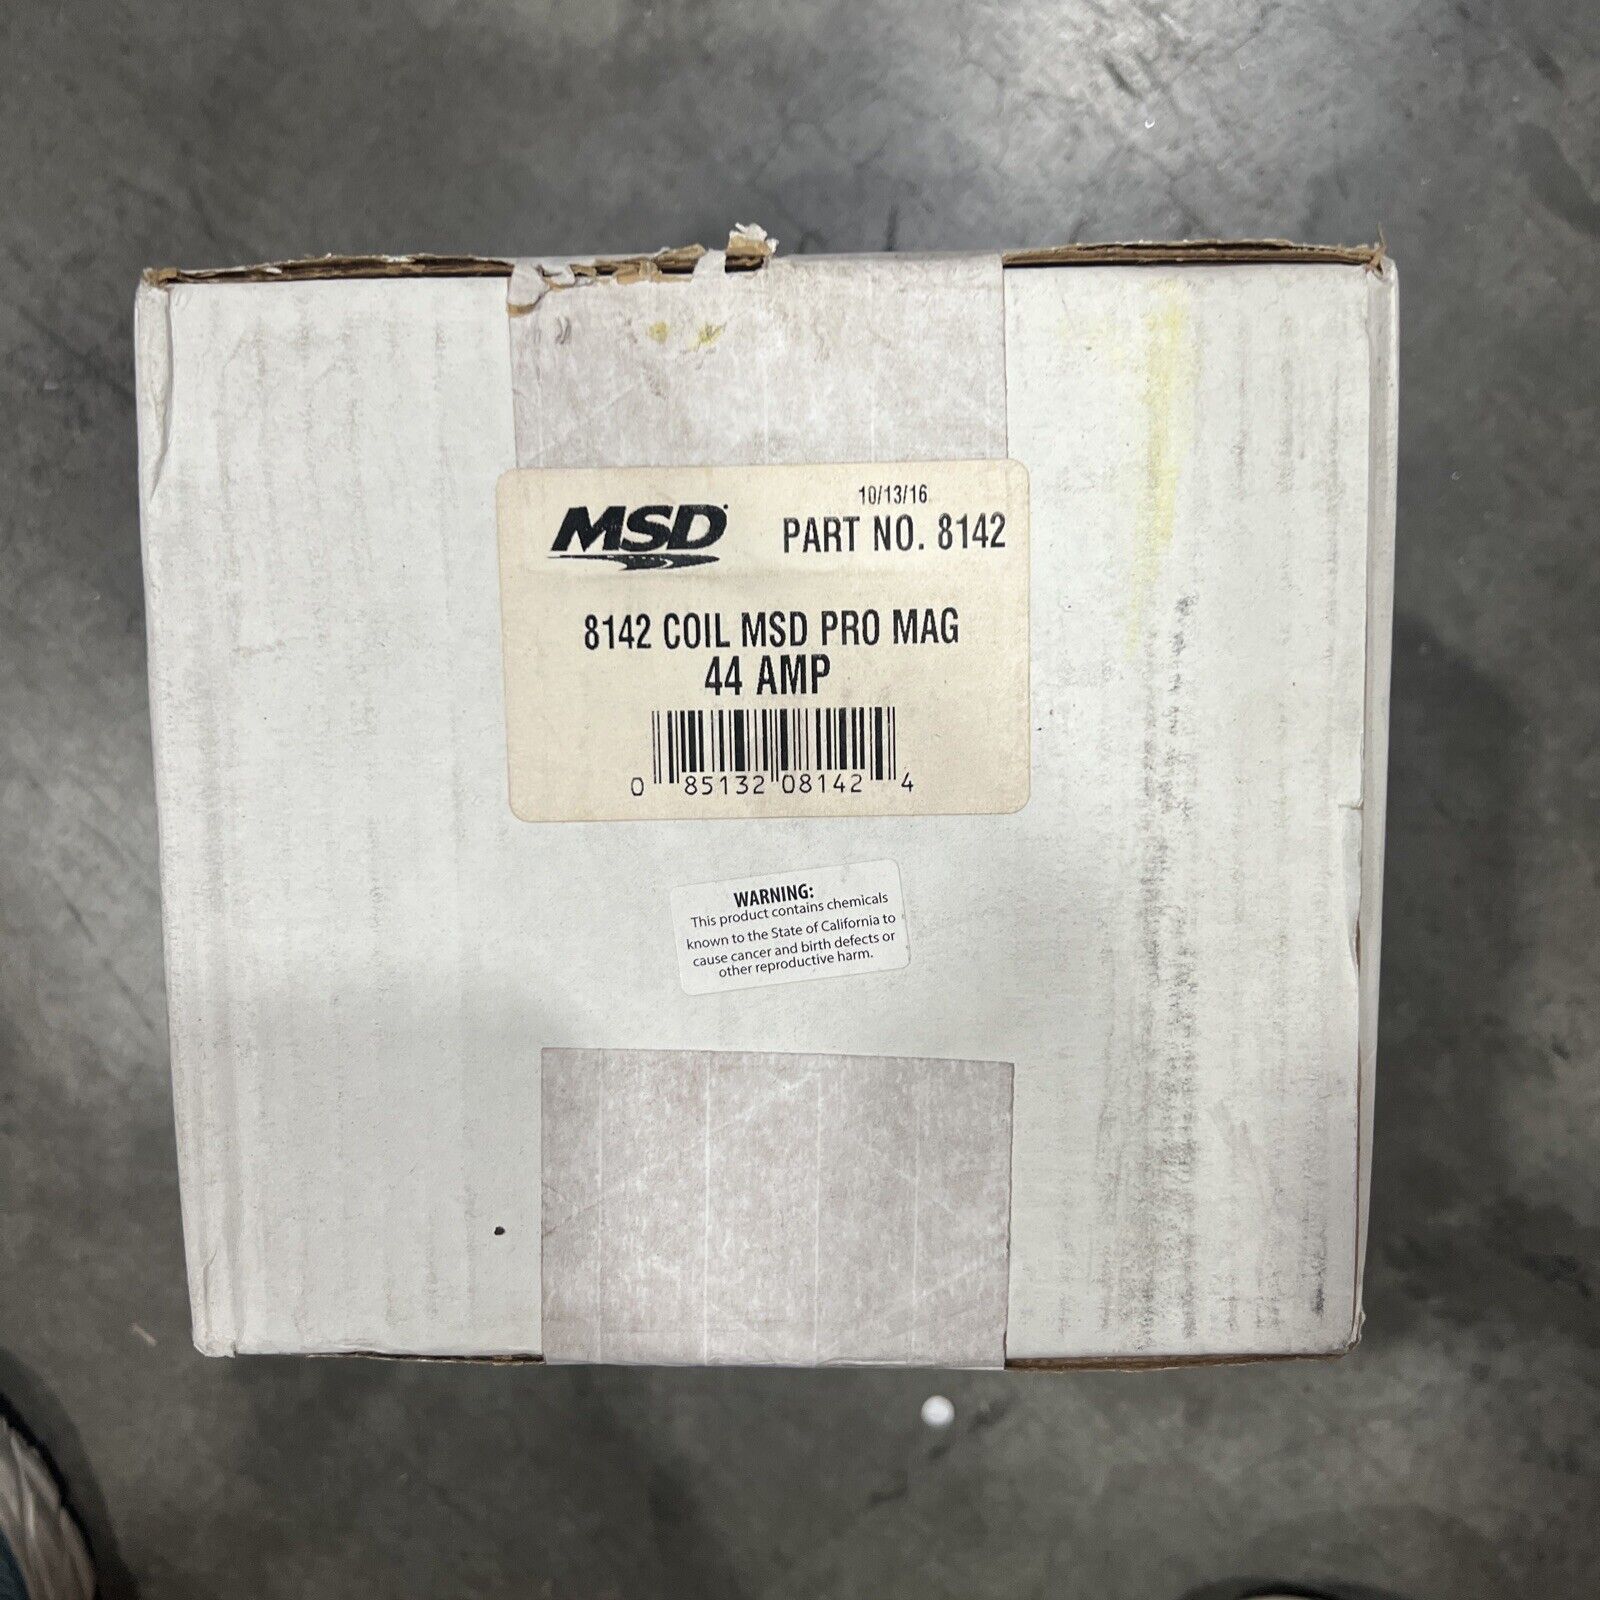 MSD
10/13/16
PART NO. 8142
8142 COIL MSD PRO MAG
44 AMP
0 85132 08142 4
WARNING:
This product contains chemicals
known to the State of California to
cause cancer and birth defects or
other reproductive harm.